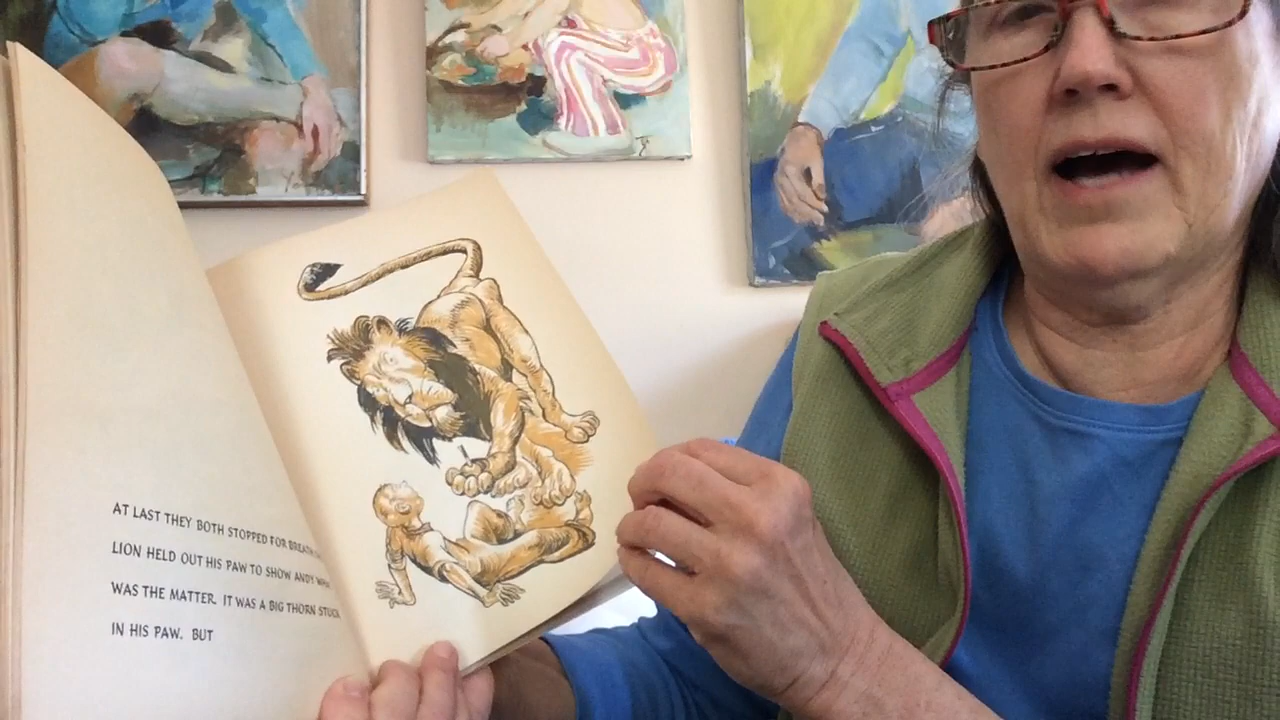 AT LAST THEY BOTH STOPPED FOR BREATH
LION HELD OUT HIS PAW TO SHOW ANDY
WAS THE MATTER. IT WAS A BIG THORN STUCK
IN HIS PAW. BUT